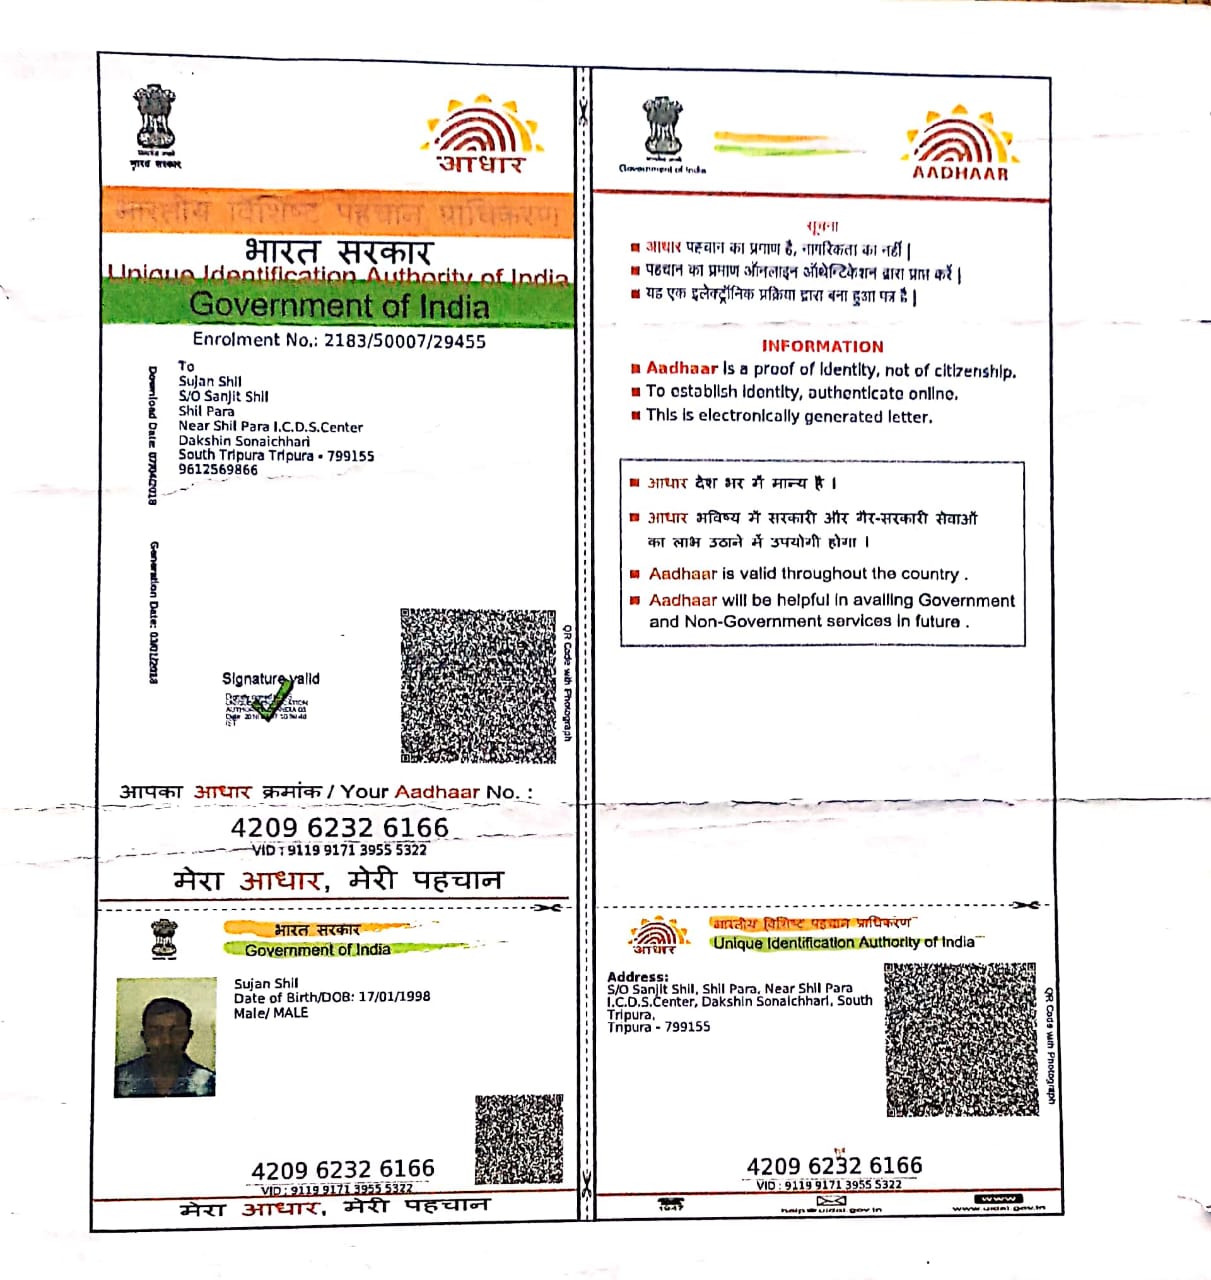 भारत सरकार
आधार
भारतीय विशिष्ट पहचान प्राधिकरण
भारत सरकार
Unique Identification Authority of India
Government of India
Enrolment No.: 2183/50007/29455
To
Sujan Shil
S/O Sanjit Shil
Shil Para
Near Shil Para I.C.D.S.Center
Dakshin Sonaichhari
South Tripura Tripura - 799155
9612569866
Download Date:
Generation Date: 03/01/2018
Signature valid
QR Code with Photograph
आपका आधार क्रमांक / Your Aadhaar No. :
4209 6232 6166
VID : 9119 9171 3955 5322
मेरा आधार, मेरी पहचान
भारत सरकार
Government of India
Sujan Shil
Date of Birth/DOB: 17/01/1998
Male/ MALE
4209 6232 6166
VID : 9119 9171 3955 5322
मेरा आधार, मेरी पहचान
Government of India
AADHAAR
सूचना
आधार पहचान का प्रमाण है, नागरिकता का नहीं |
पहचान का प्रमाण ऑनलाइन ऑथेन्टिकेशन द्वारा प्राप्त करें |
यह एक इलेक्ट्रॉनिक प्रक्रिया द्वारा बना हुआ पत्र है |
INFORMATION
Aadhaar is a proof of identity, not of citizenship.
To establish identity, authenticate online.
This is electronically generated letter.
आधार देश भर में मान्य है ।
आधार भविष्य में सरकारी और गैर-सरकारी सेवाओं
का लाभ उठाने में उपयोगी होगा ।
Aadhaar is valid throughout the country .
Aadhaar will be helpful in availing Government
and Non-Government services in future .
आधार
भारतीय विशिष्ट पहचान प्राधिकरण
Unique Identification Authority of India
Address:
S/O Sanjit Shil, Shil Para, Near Shil Para
I.C.D.S.Center, Dakshin Sonaichhari, South
Tripura,
Tripura - 799155
QR Code with Photograph
4209 6232 6166
VID : 9119 9171 3955 5322
1947
help@uidai.gov.in
www
www.uidai.gov.in